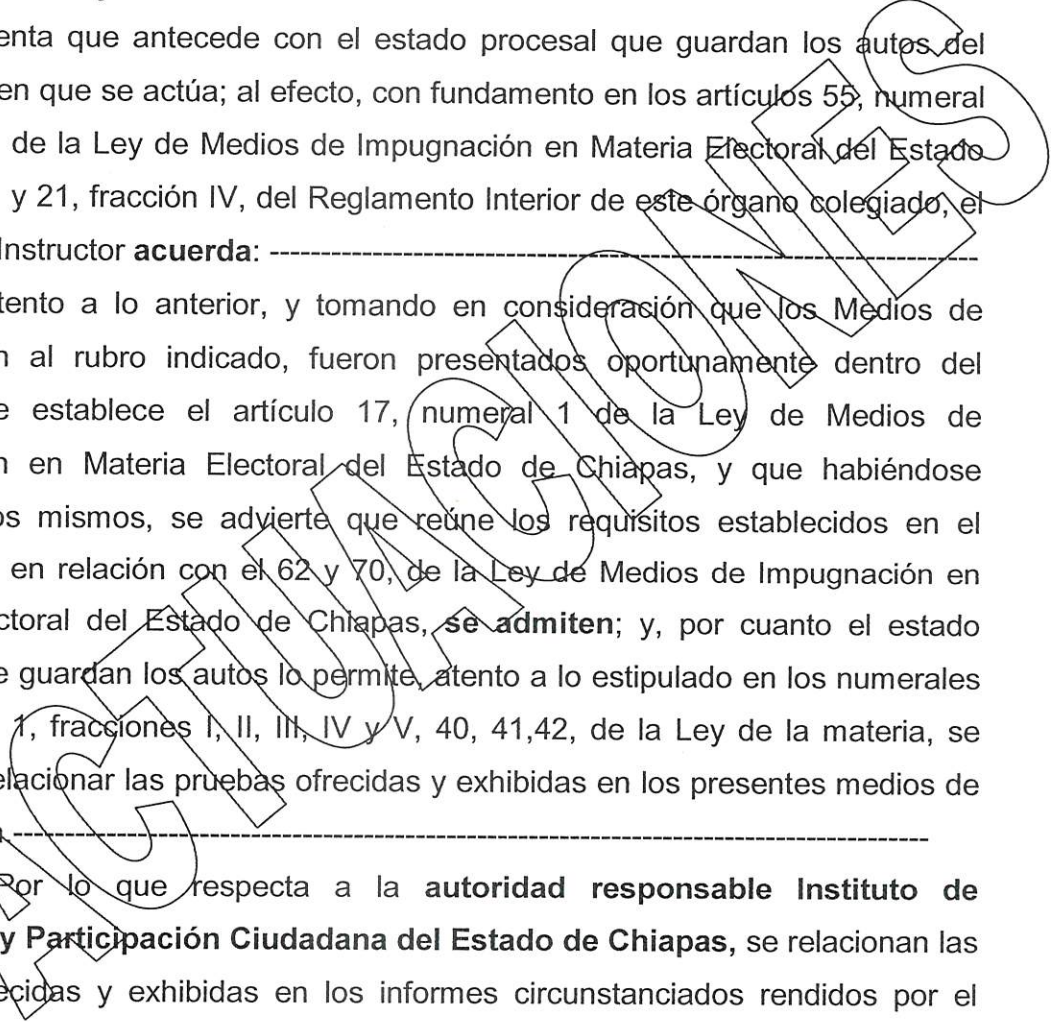 enta que antecede con el estado procesal que guardan los autos del
en que se actúa; al efecto, con fundamento en los artículos 55, numeral
de la Ley de Medios de Impugnación en Materia Electoral del Estado
y 21, fracción IV, del Reglamento Interior de este órgano colegiado, el
Instructor acuerda: ------------------------------------------------------------
tento a lo anterior, y tomando en consideración que los Medios de
n al rubro indicado, fueron presentados oportunamente dentro del
e establece el artículo 17, numeral 1 de la Ley de Medios de
n en Materia Electoral del Estado de Chiapas, y que habiéndose
os mismos, se advierte que reúne los requisitos establecidos en el
en relación con el 62 y 70, de la Ley de Medios de Impugnación en
ctoral del Estado de Chiapas, se admiten; y, por cuanto el estado
e guardan los autos lo permite, atento a lo estipulado en los numerales
1, fracciones I, II, III, IV y V, 40, 41,42, de la Ley de la materia, se
elacionar las pruebas ofrecidas y exhibidas en los presentes medios de
------------------------------------------------------------
Por lo que respecta a la autoridad responsable Instituto de
y Participación Ciudadana del Estado de Chiapas, se relacionan las
ecidas y exhibidas en los informes circunstanciados rendidos por el
ACTUACIONES